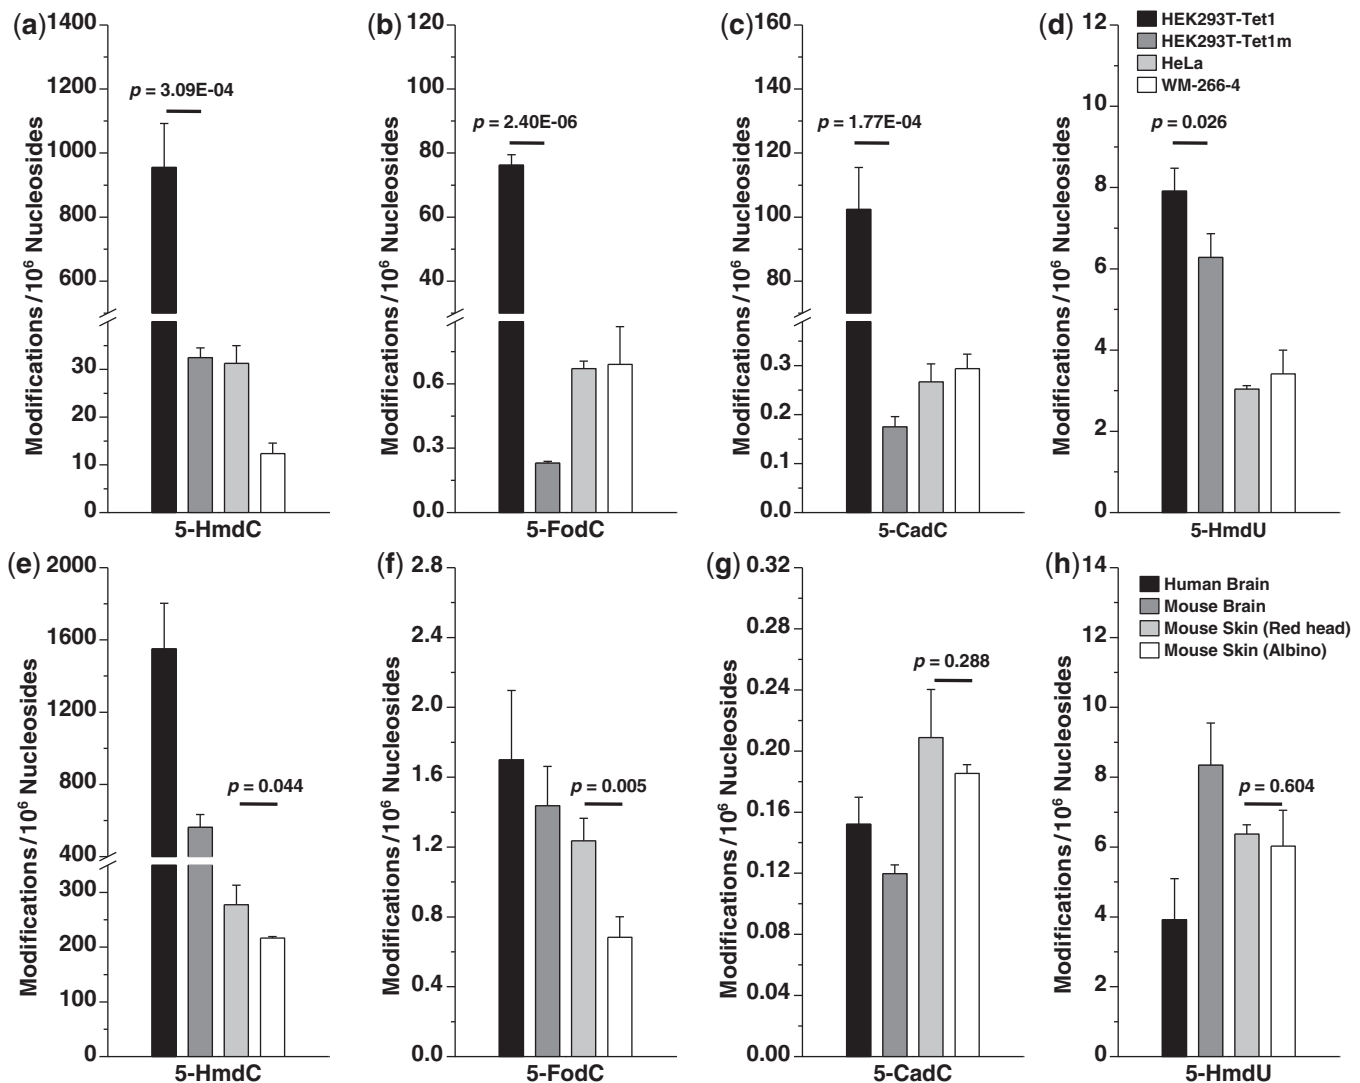 (a)
1400
1200
1000
800
600
30
20
10
0
Modifications /10⁶ Nucleosides
p = 3.09E-04
5-HmdC
(b)
120
100
80
60
40
0.6
0.3
0.0
Modifications /10⁶ Nucleosides
p = 2.40E-06
5-FodC
(c)
160
140
120
100
80
0.3
0.2
0.1
0.0
Modifications /10⁶ Nucleosides
p = 1.77E-04
5-CadC
(d)
12
10
8
6
4
2
0
Modifications /10⁶ Nucleosides
p = 0.026
HEK293T-Tet1
HEK293T-Tet1m
HeLa
WM-266-4
5-HmdU
(e)
2000
1600
1200
800
400
300
200
100
0
Modifications /10⁶ Nucleosides
p = 0.044
5-HmdC
(f)
2.8
2.4
2.0
1.6
1.2
0.8
0.4
0.0
Modifications /10⁶ Nucleosides
p = 0.005
5-FodC
(g)
0.32
0.28
0.24
0.20
0.16
0.12
0.08
0.04
0.00
Modifications /10⁶ Nucleosides
p = 0.288
5-CadC
(h)
14
12
10
8
6
4
2
0
Modifications /10⁶ Nucleosides
Human Brain
Mouse Brain
Mouse Skin (Red head)
Mouse Skin (Albino)
p = 0.604
5-HmdU